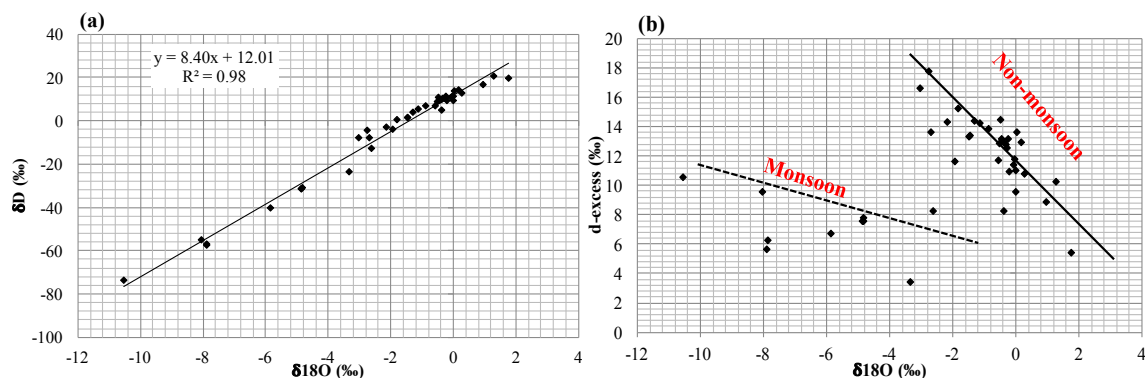 (a)
y = 8.40x + 12.01
R² = 0.98
40
20
0
-20
-40
-60
-80
-100
δD (‰)
-12 -10 -8 -6 -4 -2 0 2 4
δ18O (‰)
(b)
Non-monsoon
Monsoon
20
18
16
14
12
10
8
6
4
2
0
d-excess (‰)
-12 -10 -8 -6 -4 -2 0 2 4
δ18O (‰)